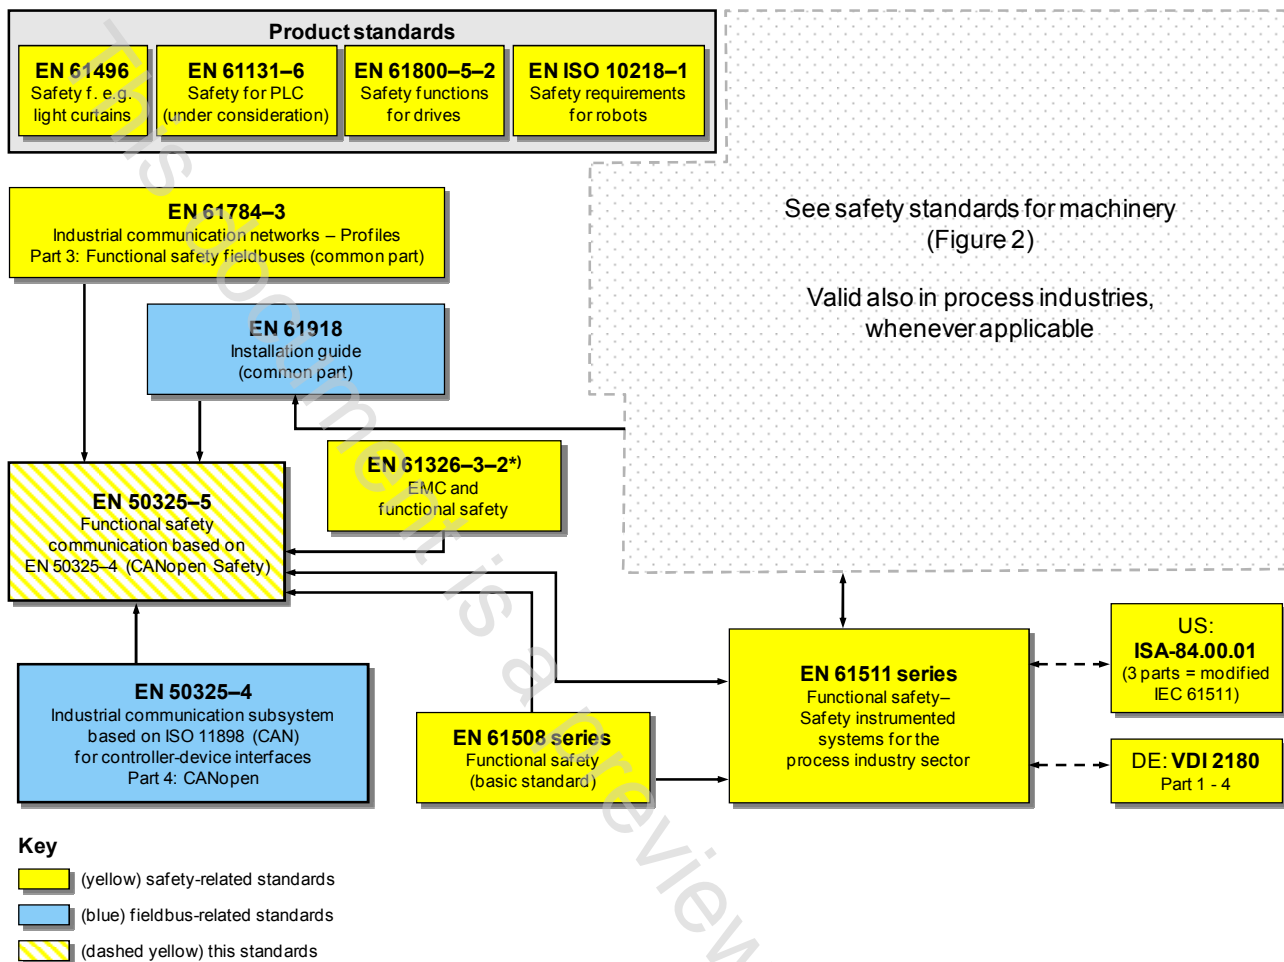 Product standards
EN 61496
Safety f. e.g.
light curtains
EN 61131–6
Safety for PLC
(under consideration)
EN 61800–5–2
Safety functions
for drives
EN ISO 10218–1
Safety requirements
for robots
See safety standards for machinery
(Figure 2)
Valid also in process industries,
whenever applicable
EN 61784–3
Industrial communication networks – Profiles
Part 3: Functional safety fieldbuses (common part)
EN 61918
Installation guide
(common part)
EN 61326–3–2*)
EMC and
functional safety
EN 50325–5
Functional safety
communication based on
EN 50325–4 (CANopen Safety)
EN 50325–4
Industrial communication subsystem
based on ISO 11898 (CAN)
for controller-device interfaces
Part 4: CANopen
EN 61508 series
Functional safety
(basic standard)
EN 61511 series
Functional safety–
Safety instrumented
systems for the
process industry sector
US:
ISA-84.00.01
(3 parts = modified
IEC 61511)
DE: VDI 2180
Part 1 - 4
Key
(yellow) safety-related standards
(blue) fieldbus-related standards
(dashed yellow) this standards
This document is a preview